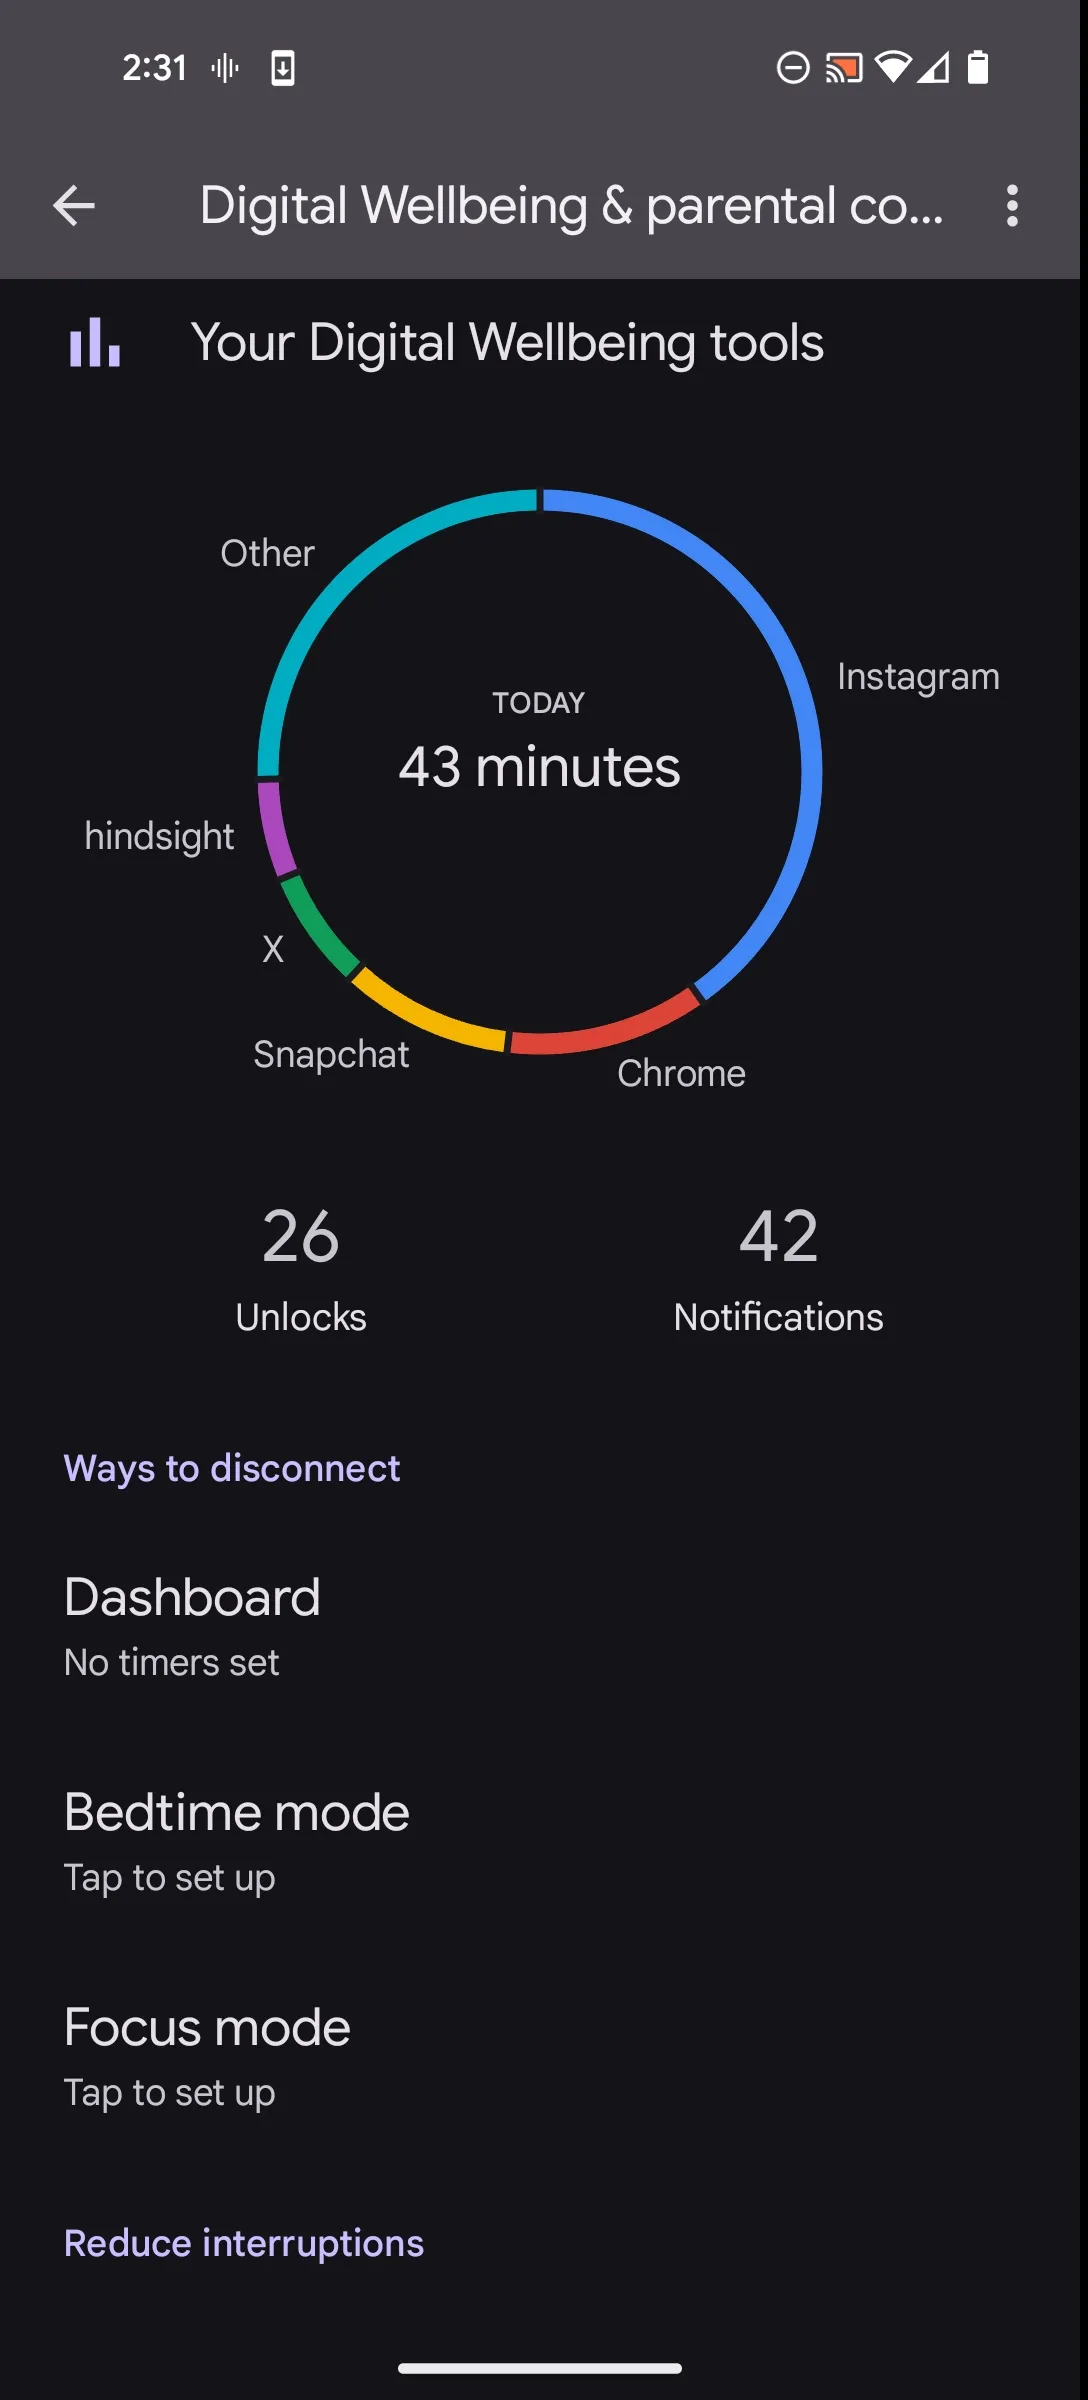 2:31
Digital Wellbeing & parental co...
Your Digital Wellbeing tools
Other
Instagram
TODAY
43 minutes
hindsight
X
Snapchat
Chrome
26
Unlocks
42
Notifications
Ways to disconnect
Dashboard
No timers set
Bedtime mode
Tap to set up
Focus mode
Tap to set up
Reduce interruptions